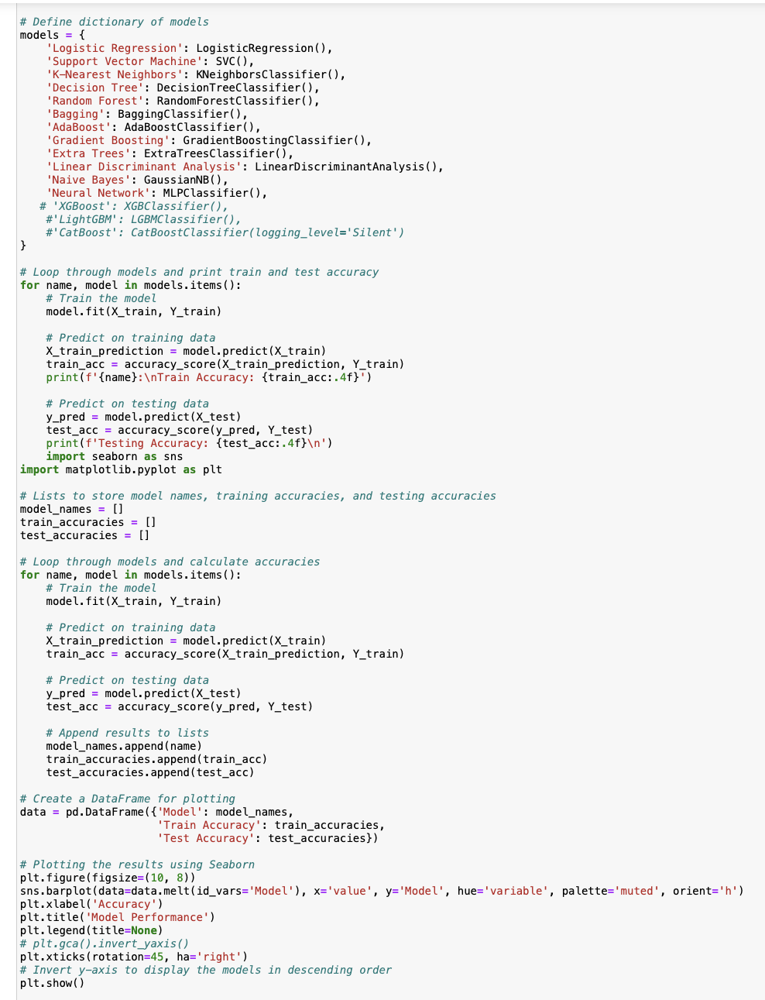 # Define dictionary of models
models = {
    'Logistic Regression': LogisticRegression(),
    'Support Vector Machine': SVC(),
    'K-Nearest Neighbors': KNeighborsClassifier(),
    'Decision Tree': DecisionTreeClassifier(),
    'Random Forest': RandomForestClassifier(),
    'Bagging': BaggingClassifier(),
    'AdaBoost': AdaBoostClassifier(),
    'Gradient Boosting': GradientBoostingClassifier(),
    'Extra Trees': ExtraTreesClassifier(),
    'Linear Discriminant Analysis': LinearDiscriminantAnalysis(),
    'Naive Bayes': GaussianNB(),
    'Neural Network': MLPClassifier(),
   # 'XGBoost': XGBClassifier(),
    #'LightGBM': LGBMClassifier(),
    #'CatBoost': CatBoostClassifier(logging_level='Silent')
}

# Loop through models and print train and test accuracy
for name, model in models.items():
    # Train the model
    model.fit(X_train, Y_train)

    # Predict on training data
    X_train_prediction = model.predict(X_train)
    train_acc = accuracy_score(X_train_prediction, Y_train)
    print(f'{name}:\nTrain Accuracy: {train_acc:.4f}')

    # Predict on testing data
    y_pred = model.predict(X_test)
    test_acc = accuracy_score(y_pred, Y_test)
    print(f'Testing Accuracy: {test_acc:.4f}\n')
    import seaborn as sns
import matplotlib.pyplot as plt

# Lists to store model names, training accuracies, and testing accuracies
model_names = []
train_accuracies = []
test_accuracies = []

# Loop through models and calculate accuracies
for name, model in models.items():
    # Train the model
    model.fit(X_train, Y_train)

    # Predict on training data
    X_train_prediction = model.predict(X_train)
    train_acc = accuracy_score(X_train_prediction, Y_train)

    # Predict on testing data
    y_pred = model.predict(X_test)
    test_acc = accuracy_score(y_pred, Y_test)

    # Append results to lists
    model_names.append(name)
    train_accuracies.append(train_acc)
    test_accuracies.append(test_acc)

# Create a DataFrame for plotting
data = pd.DataFrame({'Model': model_names,
                     'Train Accuracy': train_accuracies,
                     'Test Accuracy': test_accuracies})

# Plotting the results using Seaborn
plt.figure(figsize=(10, 8))
sns.barplot(data=data.melt(id_vars='Model'), x='value', y='Model', hue='variable', palette='muted', orient='h')
plt.xlabel('Accuracy')
plt.title('Model Performance')
plt.legend(title=None)
# plt.gca().invert_yaxis()
plt.xticks(rotation=45, ha='right')
# Invert y-axis to display the models in descending order
plt.show()